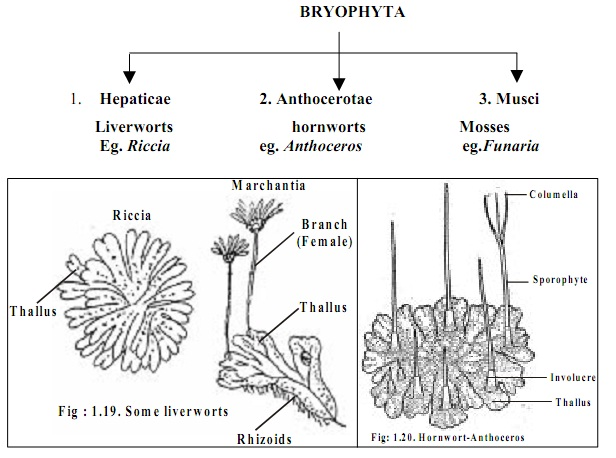 BRYOPHYTA
1. Hepaticae
Liverworts
Eg. Riccia
2. Anthocerotae
hornworts
eg. Anthoceros
3. Musci
Mosses
eg.Funaria
Riccia
Thallus
Marchantia
Branch
(Female)
Thallus
Rhizoids
Fig : 1.19. Some liverworts
Columella
Sporophyte
Involucre
Thallus
Fig: 1.20. Hornwort-Anthoceros